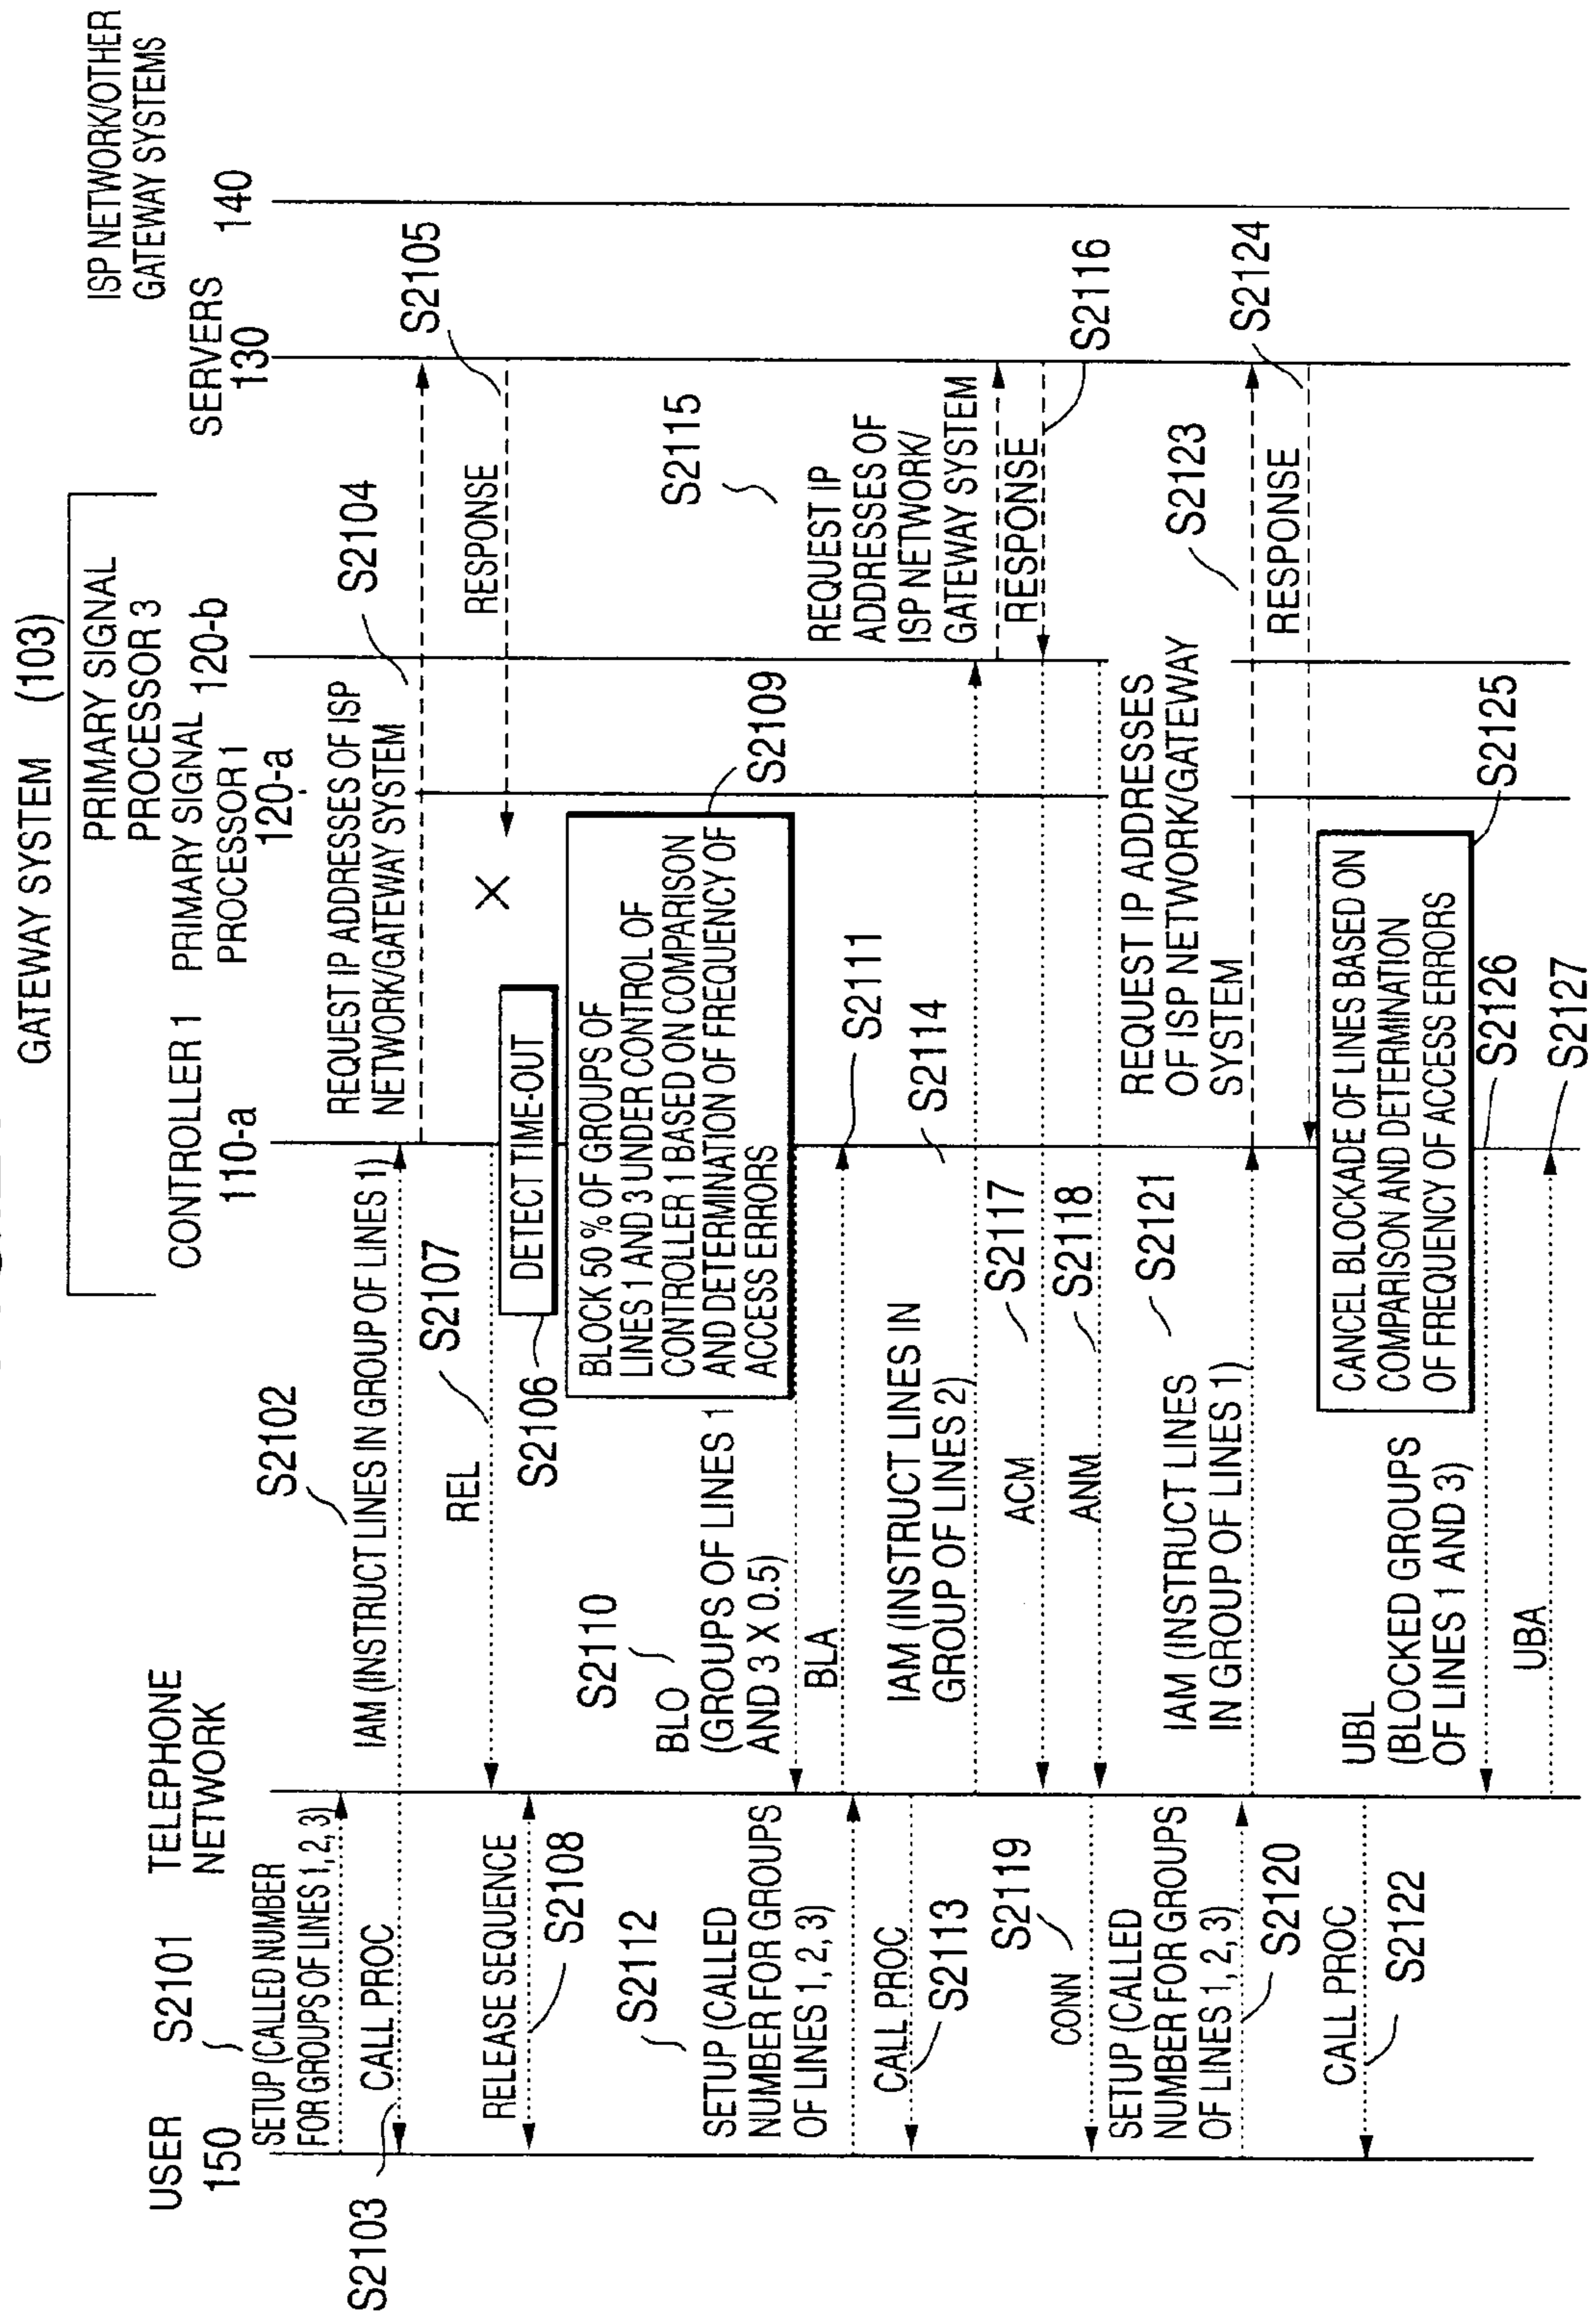 GATEWAY SYSTEM (103)
ISP NETWORK/OTHER
GATEWAY SYSTEMS
140
SERVERS
130
PRIMARY SIGNAL
PROCESSOR 3
120-b
PRIMARY SIGNAL
PROCESSOR 1
120-a
CONTROLLER 1
110-a
TELEPHONE
NETWORK
USER
150
S2101
SETUP (CALLED NUMBER
FOR GROUPS OF LINES 1, 2, 3)
S2102
IAM (INSTRUCT LINES IN GROUP OF LINES 1)
S2103
CALL PROC
REQUEST IP ADDRESSES OF ISP
NETWORK/GATEWAY SYSTEM
S2104
S2105
RESPONSE
X
DETECT TIME-OUT
S2106
REL
S2107
RELEASE SEQUENCE
S2108
BLOCK 50 % OF GROUPS OF
LINES 1 AND 3 UNDER CONTROL OF
CONTROLLER 1 BASED ON COMPARISON
AND DETERMINATION OF FREQUENCY OF
ACCESS ERRORS
S2109
S2110
BLO
(GROUPS OF LINES 1
AND 3 X 0.5)
BLA
S2111
S2112
SETUP (CALLED
NUMBER FOR GROUPS
OF LINES 1, 2, 3)
CALL PROC
S2113
IAM (INSTRUCT LINES IN
GROUP OF LINES 2)
S2114
S2115
REQUEST IP
ADDRESSES OF
ISP NETWORK/
GATEWAY SYSTEM
RESPONSE
S2116
ACM
S2117
ANM
S2118
S2119
CONN
SETUP (CALLED
NUMBER FOR GROUPS
OF LINES 1, 2, 3)
S2120
IAM (INSTRUCT LINES
IN GROUP OF LINES 1)
S2121
CALL PROC
S2122
REQUEST IP ADDRESSES
OF ISP NETWORK/GATEWAY
SYSTEM
S2123
RESPONSE
S2124
CANCEL BLOCKADE OF LINES BASED ON
COMPARISON AND DETERMINATION
OF FREQUENCY OF ACCESS ERRORS
S2125
UBL
(BLOCKED GROUPS
OF LINES 1 AND 3)
S2126
UBA
S2127